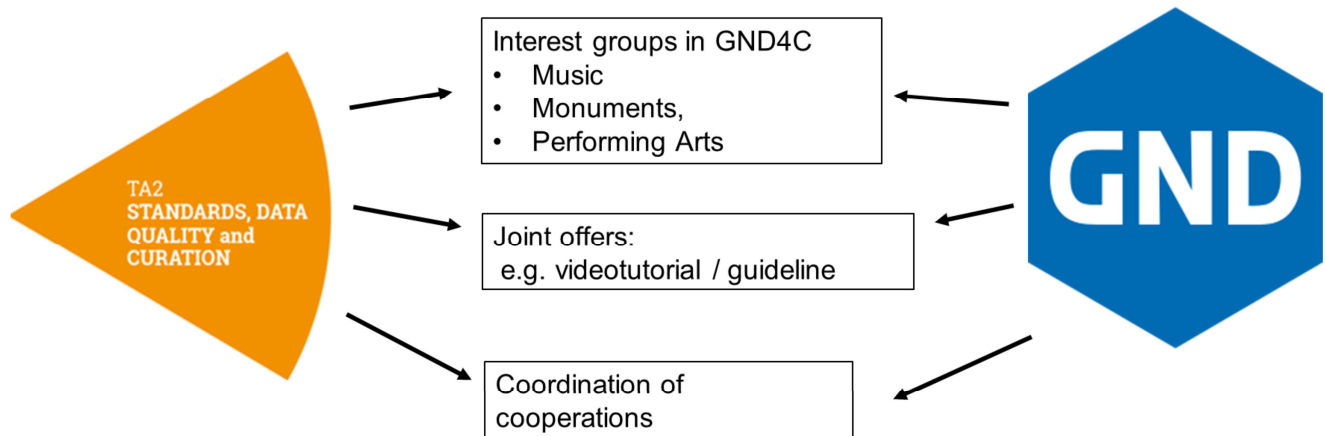 Interest groups in GND4C
• Music
• Monuments,
• Performing Arts
TA2
STANDARDS, DATA
QUALITY and
CURATION
GND
Joint offers:
e.g. videotutorial / guideline
Coordination of
cooperations